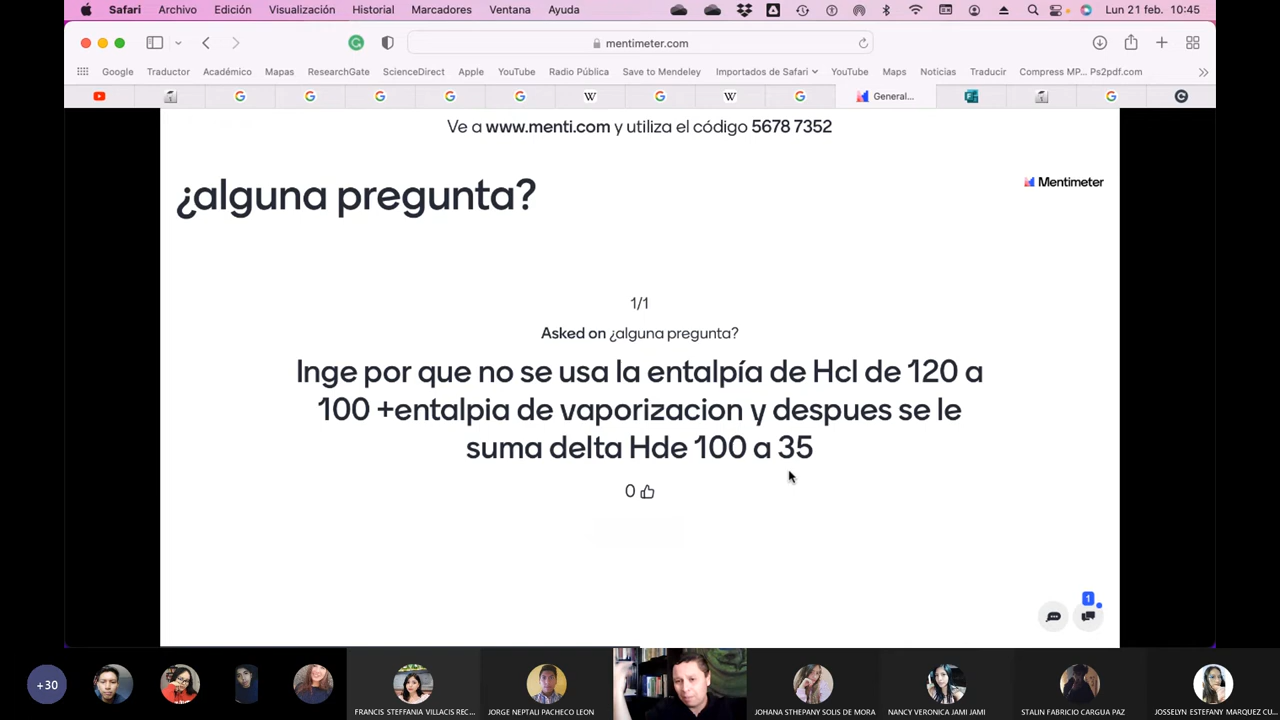 Safari Archivo Edición Visualización Historial Marcadores Ventana Ayuda Lun 21 feb. 10:45
mentimeter.com
Google Traductor Académico Mapas ResearchGate ScienceDirect Apple YouTube Radio Pública Save to Mendeley Importados de Safari YouTube Maps Noticias Traducir Compress MP... Ps2pdf.com
General...
Ve a www.menti.com y utiliza el código 5678 7352
¿alguna pregunta?
Mentimeter
1/1
Asked on ¿alguna pregunta?
Inge por que no se usa la entalpía de Hcl de 120 a
100 +entalpia de vaporizacion y despues se le
suma delta Hde 100 a 35
0
1
+30
FRANCIS STEFFANIA VILLACIS REC... JORGE NEPTALI PACHECO LEON JOHANA STHEPANY SOLIS DE MORA NANCY VERONICA JAMI JAMI STALIN FABRICIO CARGUA PAZ JOSSELYN ESTEFANY MARQUEZ CU...